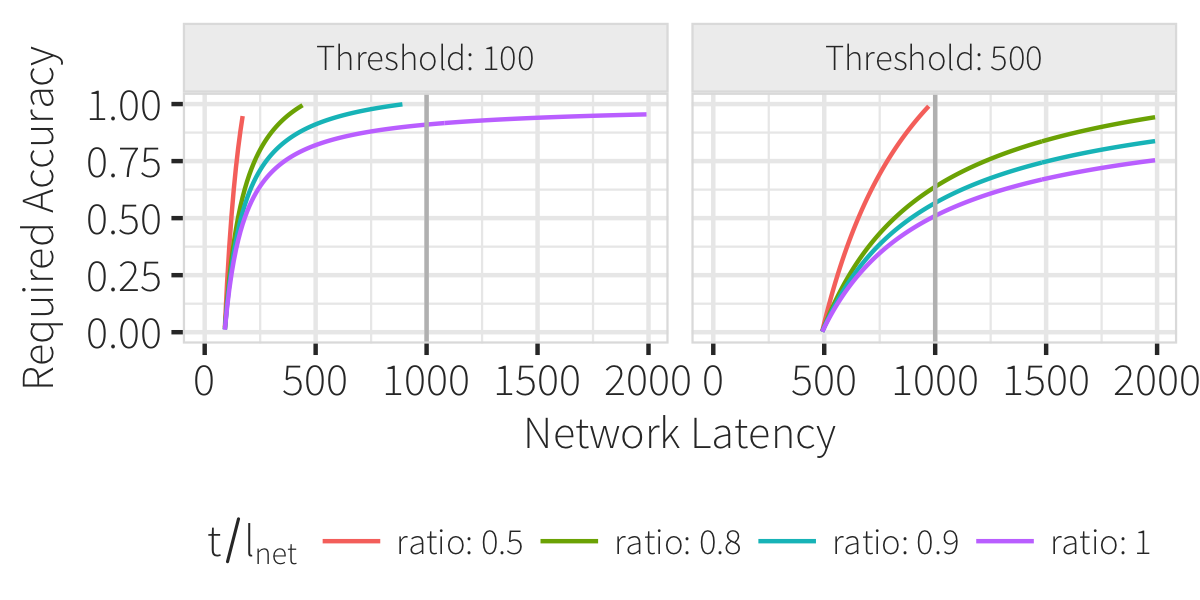 Threshold: 100
Threshold: 500
Required Accuracy
1.00
0.75
0.50
0.25
0.00
0 500 1000 1500 2000
0 500 1000 1500 2000
Network Latency
t/lnet ratio: 0.5 ratio: 0.8 ratio: 0.9 ratio: 1